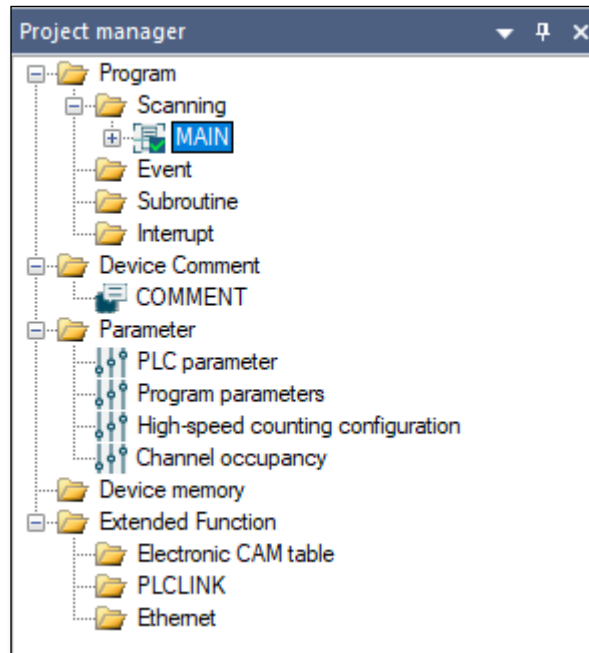 Project manager
Program
Scanning
MAIN
Event
Subroutine
Interrupt
Device Comment
COMMENT
Parameter
PLC parameter
Program parameters
High-speed counting configuration
Channel occupancy
Device memory
Extended Function
Electronic CAM table
PLCLINK
Ethernet